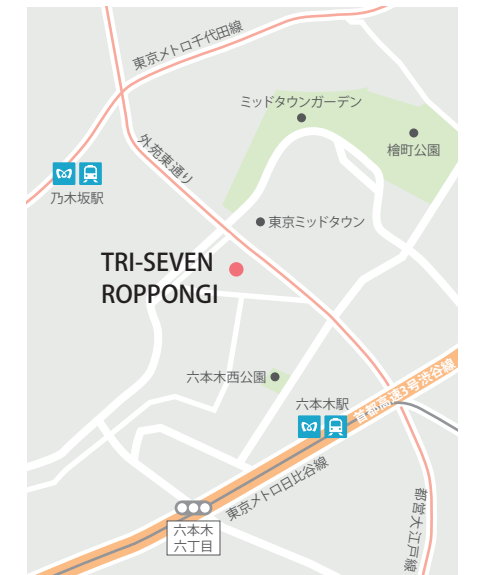 東京メトロ千代田線
ミッドタウンガーデン
檜町公園
外苑東通り
乃木坂駅
東京ミッドタウン
TRI-SEVEN
ROPPONGI
六本木西公園
首都高速3号渋谷線
六本木駅
東京メトロ日比谷線
都営大江戸線
六本木
六丁目